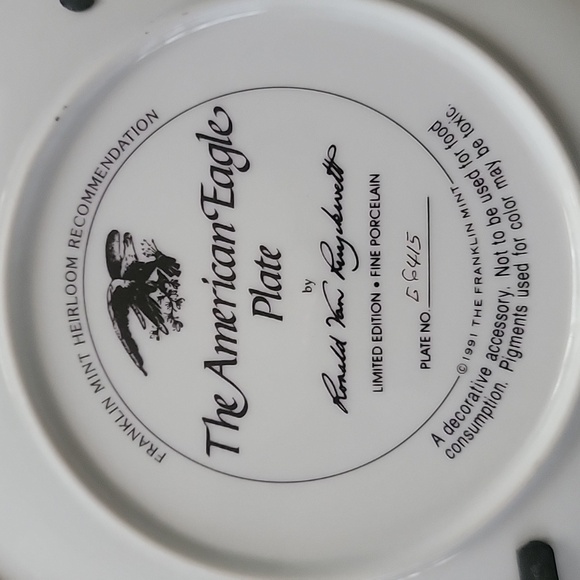 FRANKLIN MINT HEIRLOOM RECOMMENDATION
The American Eagle
Plate
by
Ronald Van Ruyckevelt
LIMITED EDITION • FINE PORCELAIN
PLATE NO. G6415
© 1991 THE FRANKLIN MINT
A decorative accessory. Not to be used for food
consumption. Pigments used for color may be toxic.